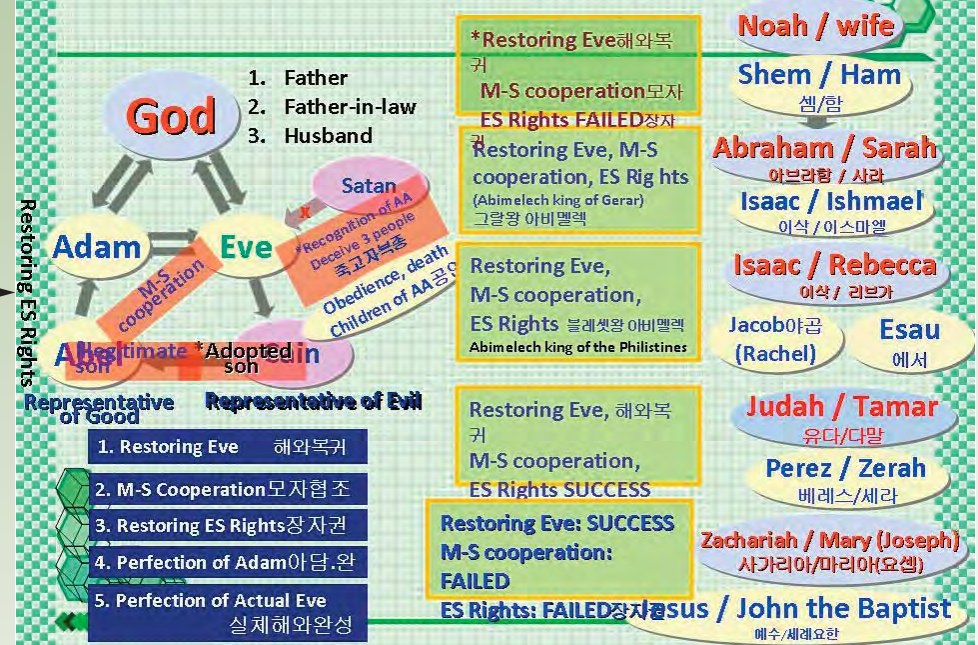 Restoring ES Rights
God
1. Father
2. Father-in-law
3. Husband
Satan
x
Adam
Eve
*Recognition of AA
Deceive 3 people
축고자부종
Obedience, death
Children of AA공인
M-S
cooperation
Abel
Legitimate
son
*Adopted
son
Cain
Representative
of Good
Representative of Evil
1. Restoring Eve 해와복귀
2. M-S Cooperation모자협조
3. Restoring ES Rights장자권
4. Perfection of Adam아담.완
5. Perfection of Actual Eve
실체해와완성
*Restoring Eve해와복
귀
M-S cooperation모자
ES Rights FAILED장자
권
Restoring Eve, M-S
cooperation, ES Rig hts
(Abimelech king of Gerar)
그랄왕 아비멜렉
Restoring Eve,
M-S cooperation,
ES Rights 블레셋왕 아비멜렉
Abimelech king of the Philistines
Restoring Eve, 해와복
귀
M-S cooperation,
ES Rights SUCCESS
Restoring Eve: SUCCESS
M-S cooperation:
FAILED
ES Rights: FAILED장자권
Noah / wife
Shem / Ham
셈/함
Abraham / Sarah
아브라함 / 사라
Isaac / Ishmael
이삭 / 이스마엘
Isaac / Rebecca
이삭 / 리브가
Jacob야곱
(Rachel)
Esau
에서
Judah / Tamar
유다/다말
Perez / Zerah
베레스/세라
Zachariah / Mary (Joseph)
사가리아/마리아(요셉)
Jesus / John the Baptist
예수/세례요한